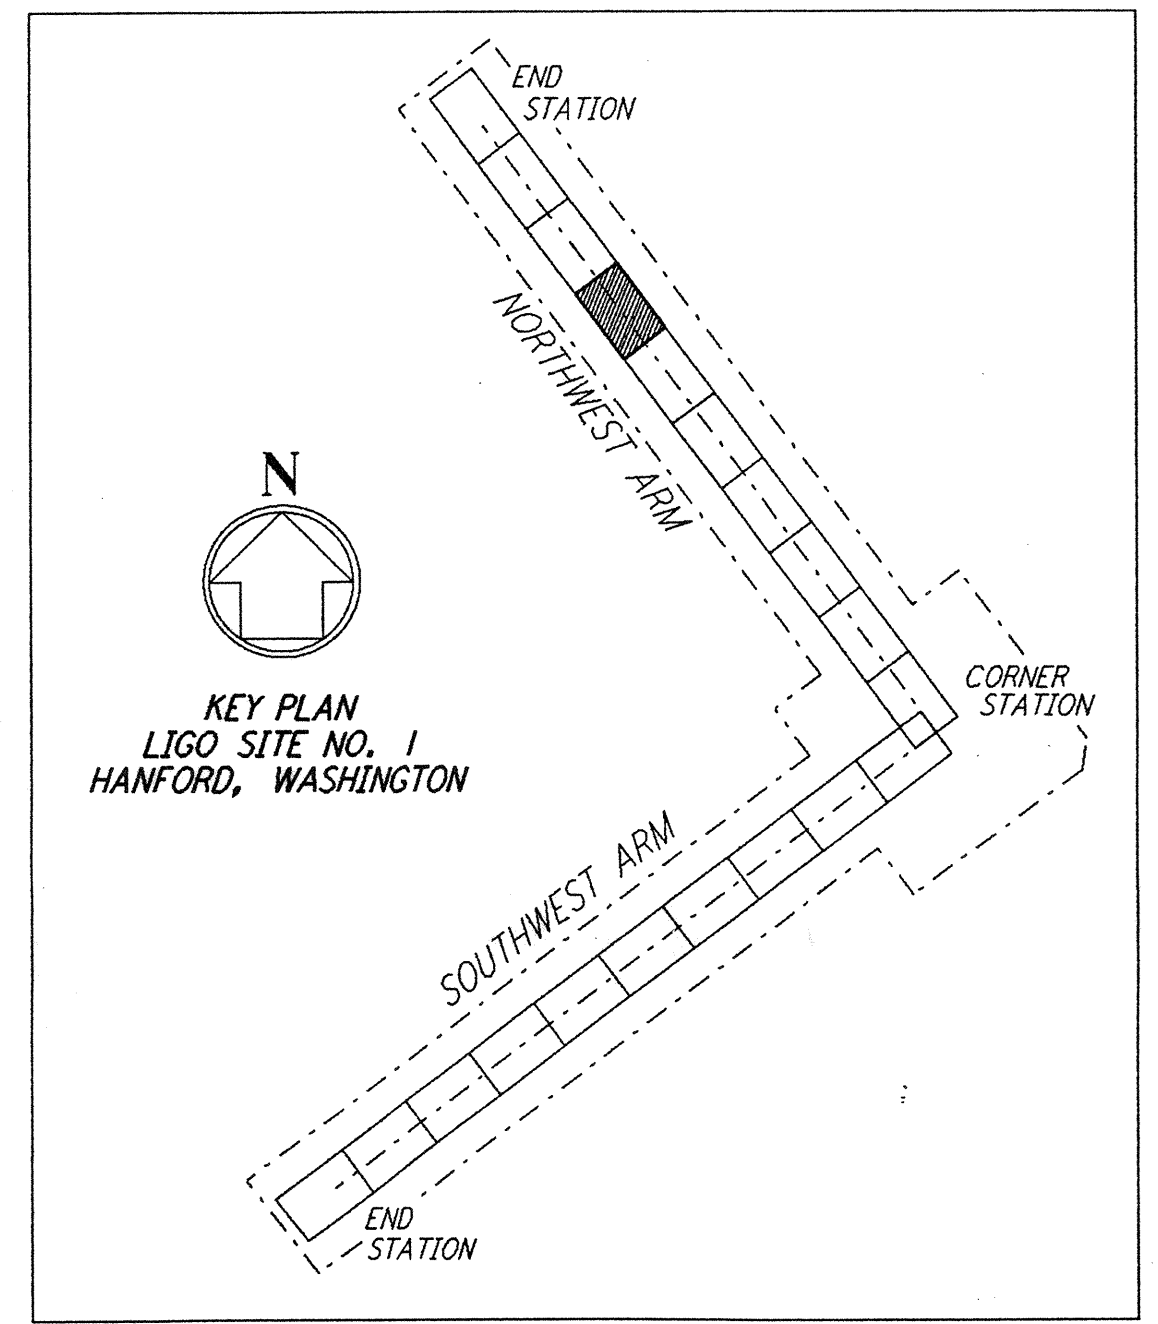 END
STATION
NORTHWEST ARM
N
CORNER
STATION
KEY PLAN
LIGO SITE NO. 1
HANFORD, WASHINGTON
SOUTHWEST ARM
END
STATION